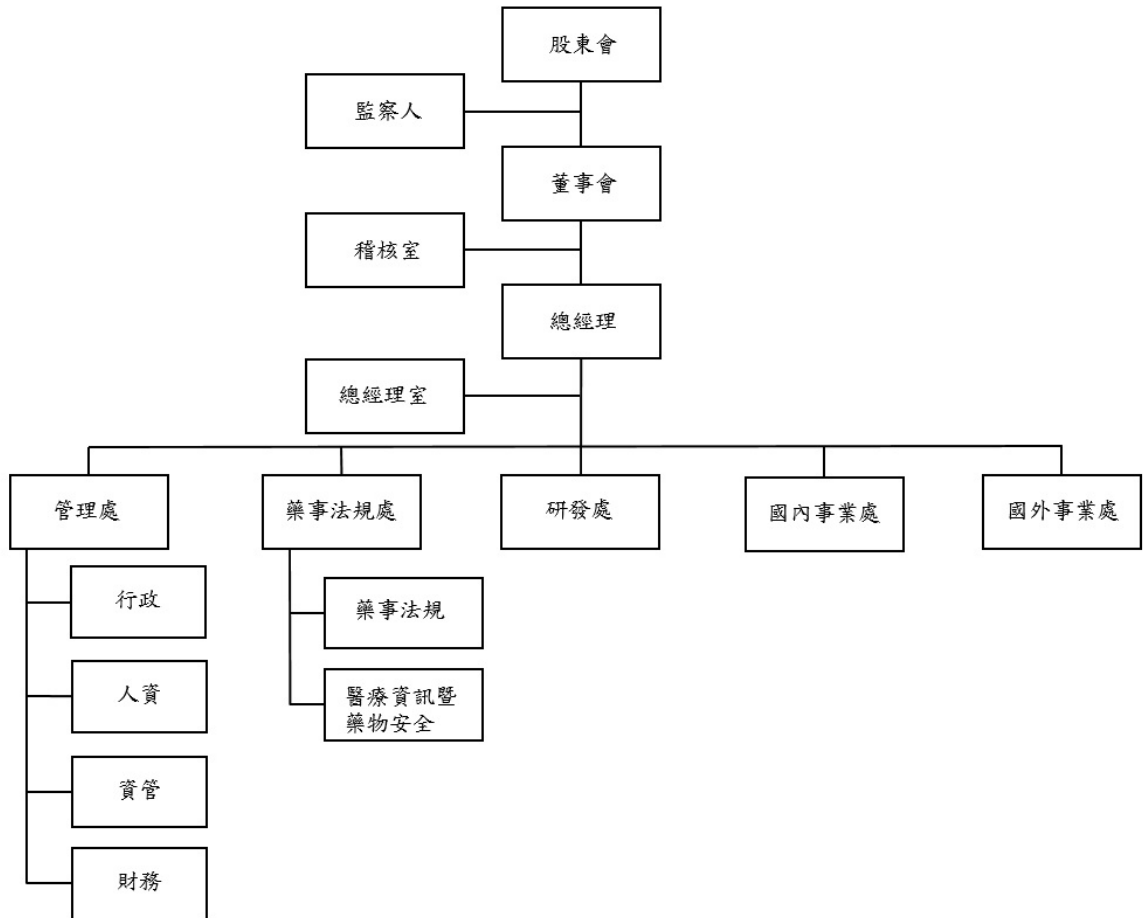 股東會
監察人
董事會
稽核室
總經理
總經理室
管理處
藥事法規處
研發處
國內事業處
國外事業處
行政
藥事法規
人資
醫療資訊暨
藥物安全
資管
財務